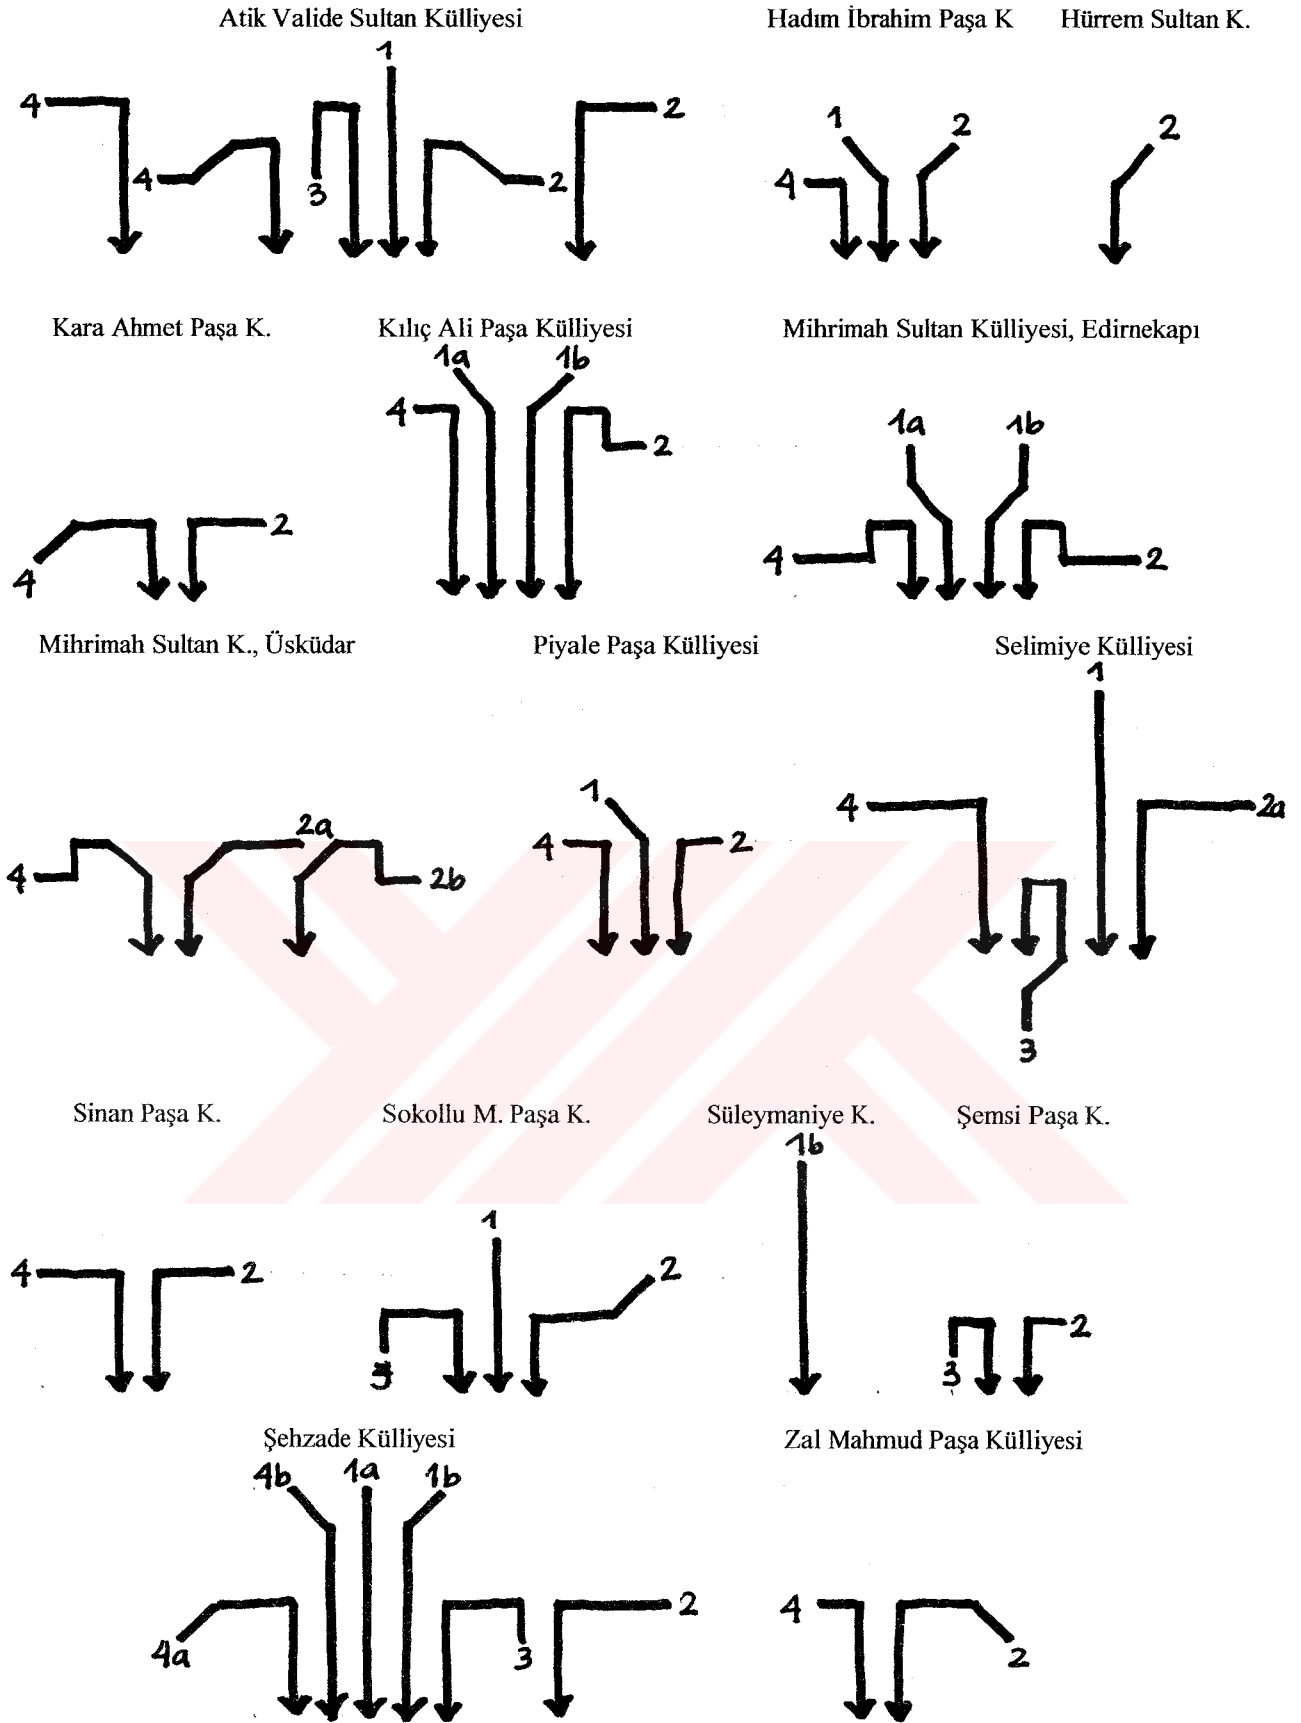 Atik Valide Sultan Külliyesi
Hadım İbrahim Paşa K
Hürrem Sultan K.
1
4
4
3
2
2
1
2
4
2
Kara Ahmet Paşa K.
Kılıç Ali Paşa Külliyesi
Mihrimah Sultan Külliyesi, Edirnekapı
4
2
1a
1b
4
2
1a
1b
4
2
Mihrimah Sultan K., Üsküdar
Piyale Paşa Külliyesi
Selimiye Külliyesi
4
2a
2b
1
4
2
1
4
2a
3
Sinan Paşa K.
Sokollu M. Paşa K.
Süleymaniye K.
Şemsi Paşa K.
4
2
1
2
3
1b
3
2
Şehzade Külliyesi
Zal Mahmud Paşa Külliyesi
4b
1a
1b
4a
3
2
4
2